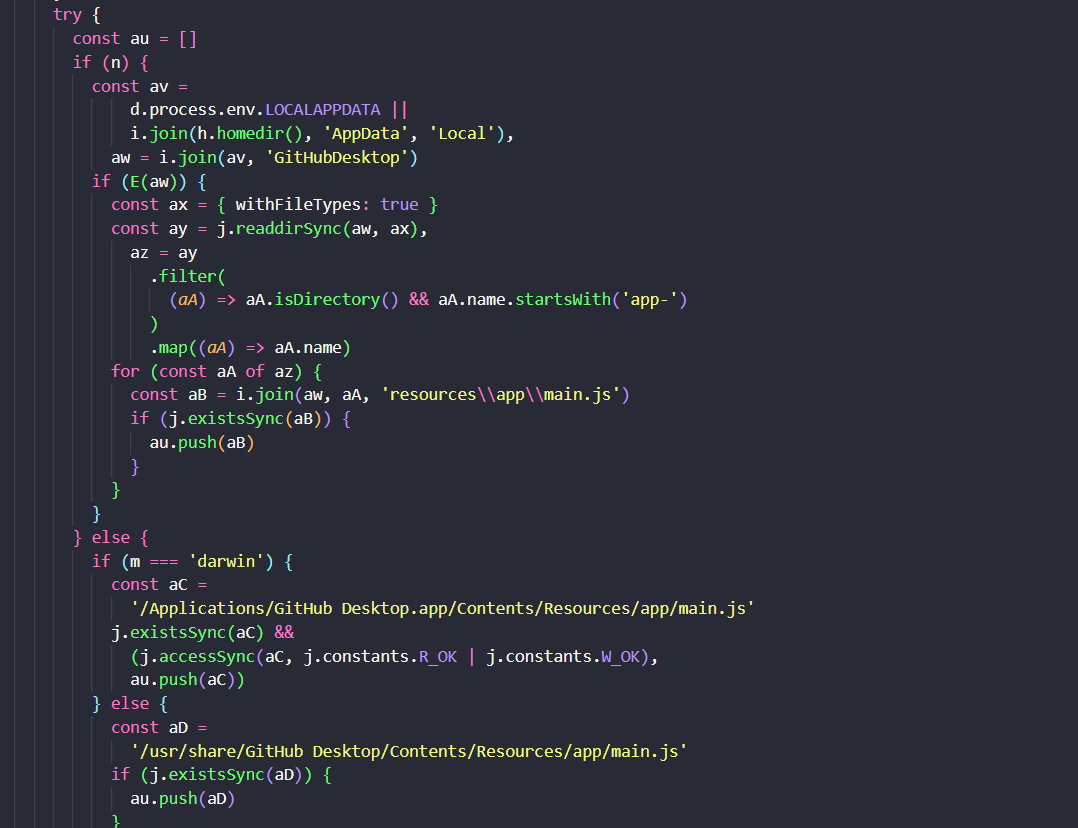 try {
const au = []
if (n) {
const av =
d.process.env.LOCALAPPDATA ||
i.join(h.homedir(), 'AppData', 'Local'),
aw = i.join(av, 'GitHubDesktop')
if (E(aw)) {
const ax = { withFileTypes: true }
const ay = j.readdirSync(aw, ax),
az = ay
.filter(
(aA) => aA.isDirectory() && aA.name.startsWith('app-')
)
.map((aA) => aA.name)
for (const aA of az) {
const aB = i.join(aw, aA, 'resources\\app\\main.js')
if (j.existsSync(aB)) {
au.push(aB)
}
}
}
} else {
if (m === 'darwin') {
const aC =
'/Applications/GitHub Desktop.app/Contents/Resources/app/main.js'
j.existsSync(aC) &&
(j.accessSync(aC, j.constants.R_OK | j.constants.W_OK),
au.push(aC))
} else {
const aD =
'/usr/share/GitHub Desktop/Contents/Resources/app/main.js'
if (j.existsSync(aD)) {
au.push(aD)
}